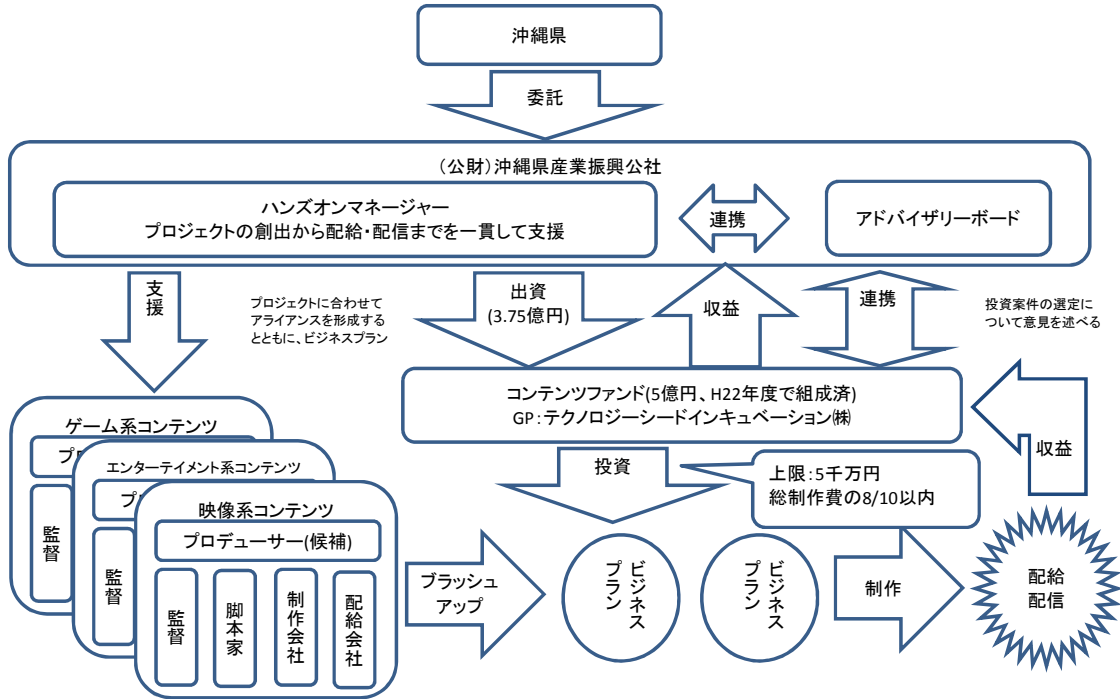 沖縄県
委託
(公財)沖縄県産業振興公社
ハンズオンマネージャー
プロジェクトの創出から配給・配信までを一貫して支援
連携
アドバイザリーボード
支援
プロジェクトに合わせて
アライアンスを形成する
とともに、ビジネスプラン
出資
(3.75億円)
収益
連携
投資案件の選定に
ついて意見を述べる
コンテンツファンド(5億円、H22年度で組成済)
GP:テクノロジーシードインキュベーション㈱
収益
投資
上限:5千万円
総制作費の8/10以内
ゲーム系コンテンツ
プロ
監督
エンターテイメント系コンテンツ
プロ
監督
映像系コンテンツ
プロデューサー(候補)
監督
脚本家
制作会社
配給会社
ブラッシュ
アップ
ビジネス
プラン
ビジネス
プラン
制作
配給
配信